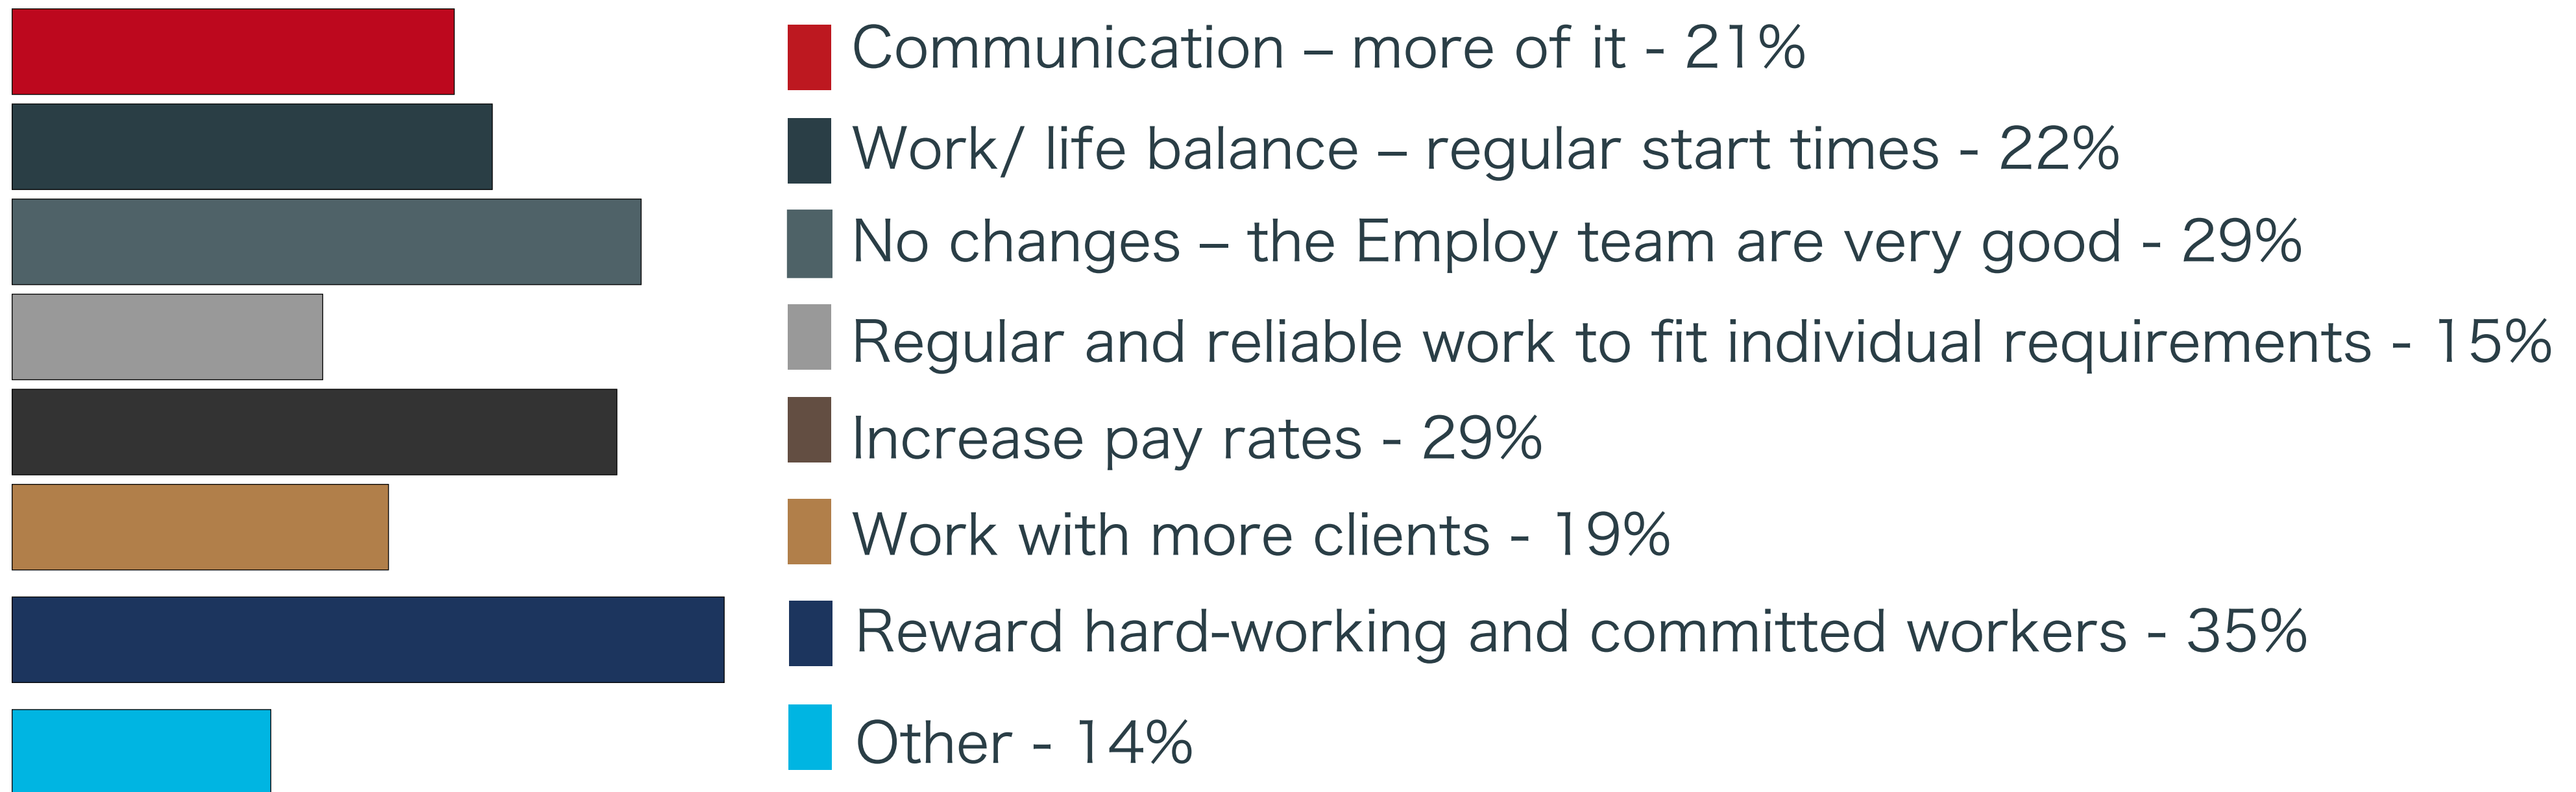 Communication – more of it - 21%
Work/ life balance – regular start times - 22%
No changes – the Employ team are very good - 29%
Regular and reliable work to fit individual requirements - 15%
Increase pay rates - 29%
Work with more clients - 19%
Reward hard-working and committed workers - 35%
Other - 14%